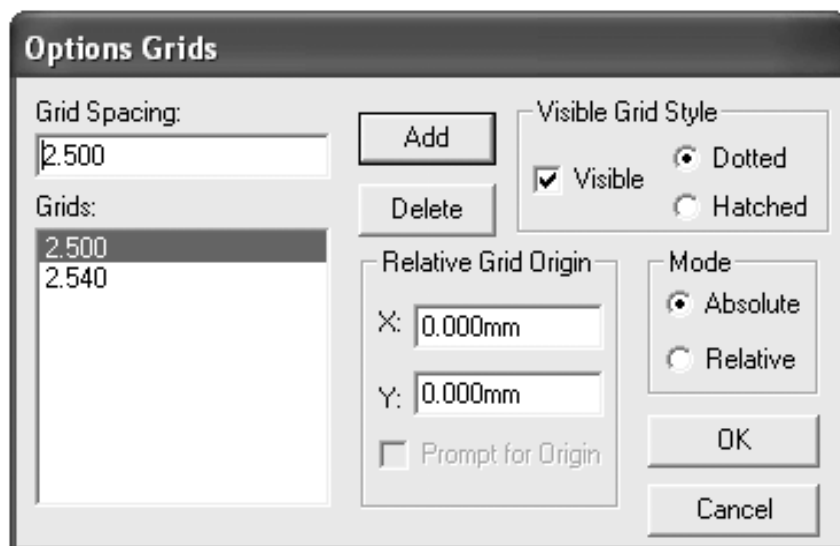 Options Grids
Grid Spacing:
2.500
Add
Visible Grid Style
Visible
Dotted
Hatched
Delete
Grids:
2.500
2.540
Relative Grid Origin
X: 0.000mm
Y: 0.000mm
Prompt for Origin
Mode
Absolute
Relative
OK
Cancel